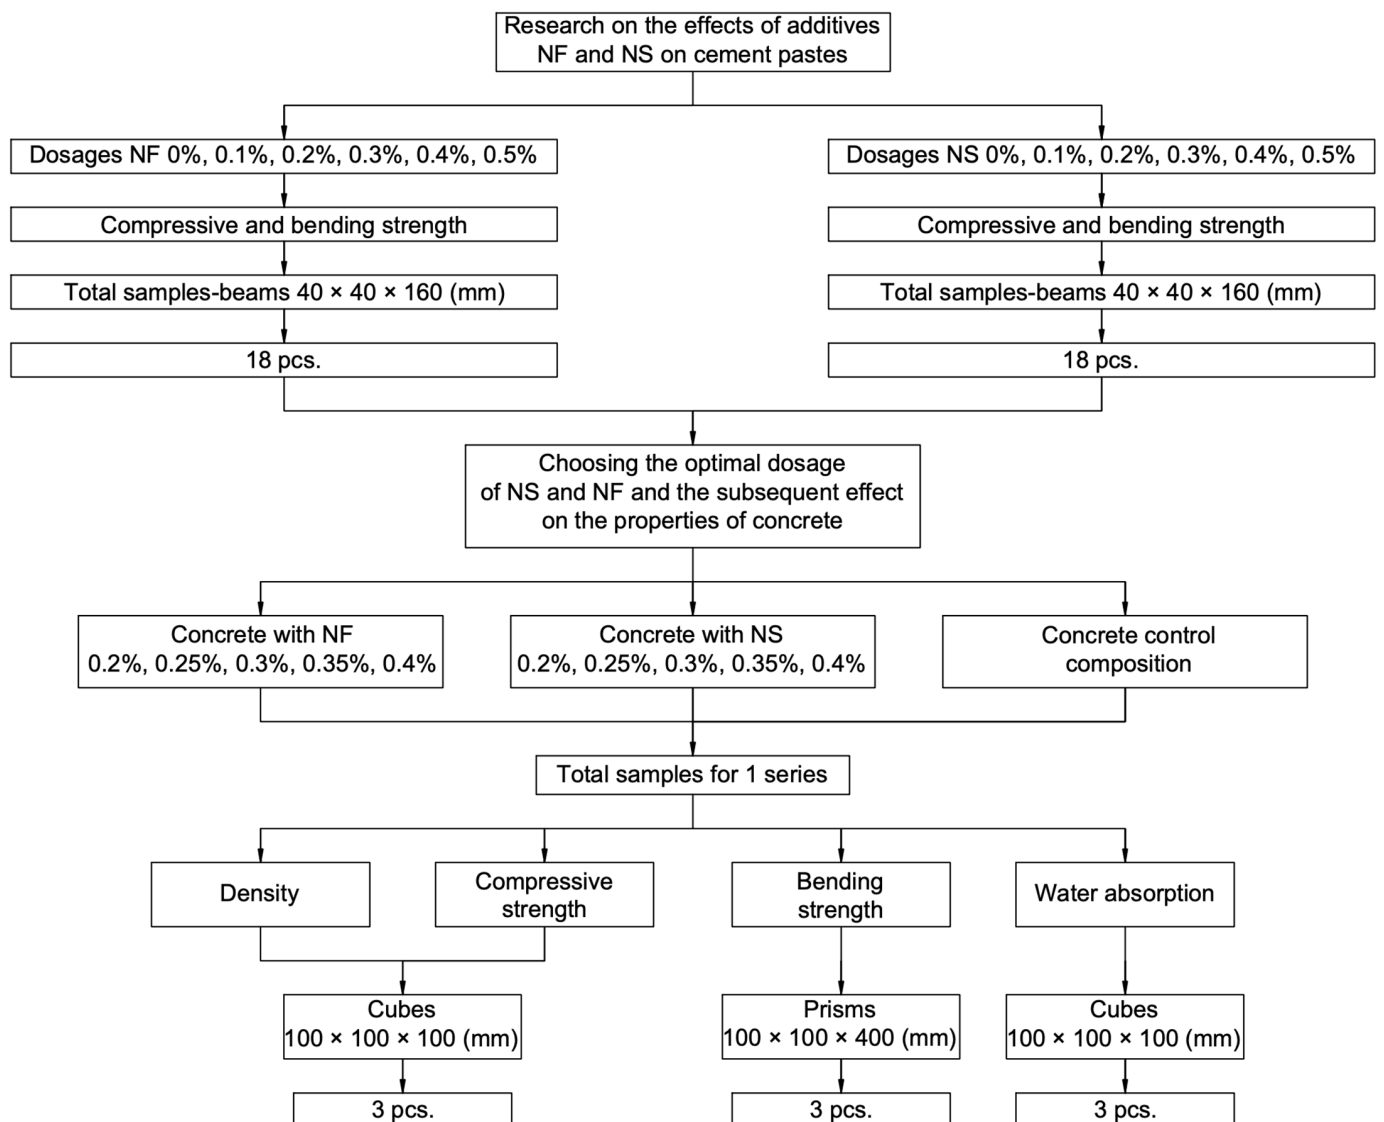 Research on the effects of additives
NF and NS on cement pastes
Dosages NF 0%, 0.1%, 0.2%, 0.3%, 0.4%, 0.5%
Dosages NS 0%, 0.1%, 0.2%, 0.3%, 0.4%, 0.5%
Compressive and bending strength
Compressive and bending strength
Total samples-beams 40 × 40 × 160 (mm)
Total samples-beams 40 × 40 × 160 (mm)
18 pcs.
18 pcs.
Choosing the optimal dosage
of NS and NF and the subsequent effect
on the properties of concrete
Concrete with NF
0.2%, 0.25%, 0.3%, 0.35%, 0.4%
Concrete with NS
0.2%, 0.25%, 0.3%, 0.35%, 0.4%
Concrete control
composition
Total samples for 1 series
Density
Compressive
strength
Bending
strength
Water absorption
Cubes
100 × 100 × 100 (mm)
Prisms
100 × 100 × 400 (mm)
Cubes
100 × 100 × 100 (mm)
3 pcs.
3 pcs.
3 pcs.